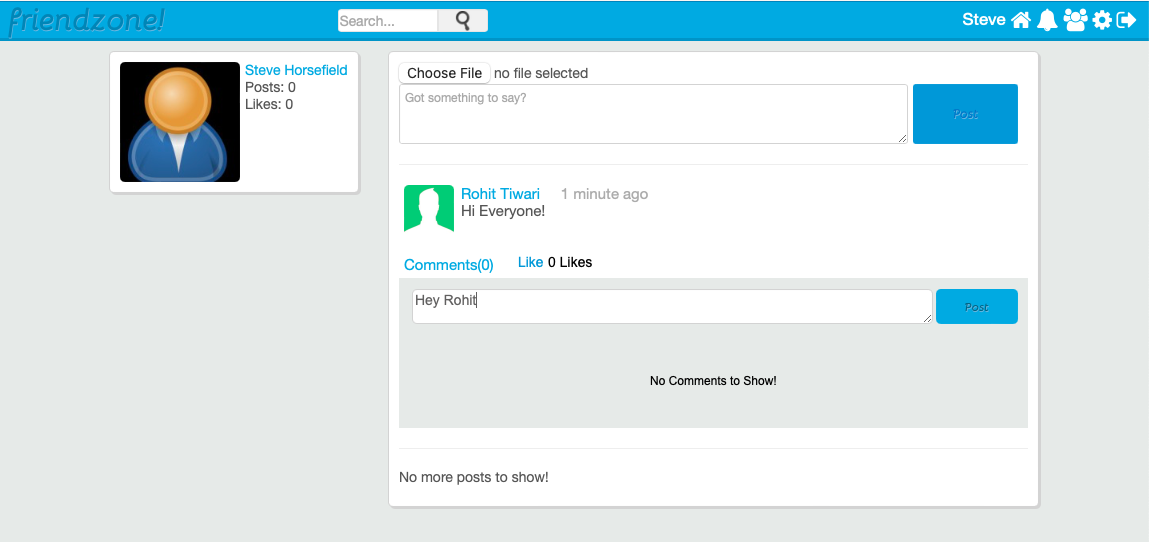 friendzone!
Search...
Steve
Steve Horsefield
Posts: 0
Likes: 0
Choose File no file selected
Got something to say?
Post
Rohit Tiwari 1 minute ago
Hi Everyone!
Comments(0) Like 0 Likes
Hey Rohit
Post
No Comments to Show!
No more posts to show!